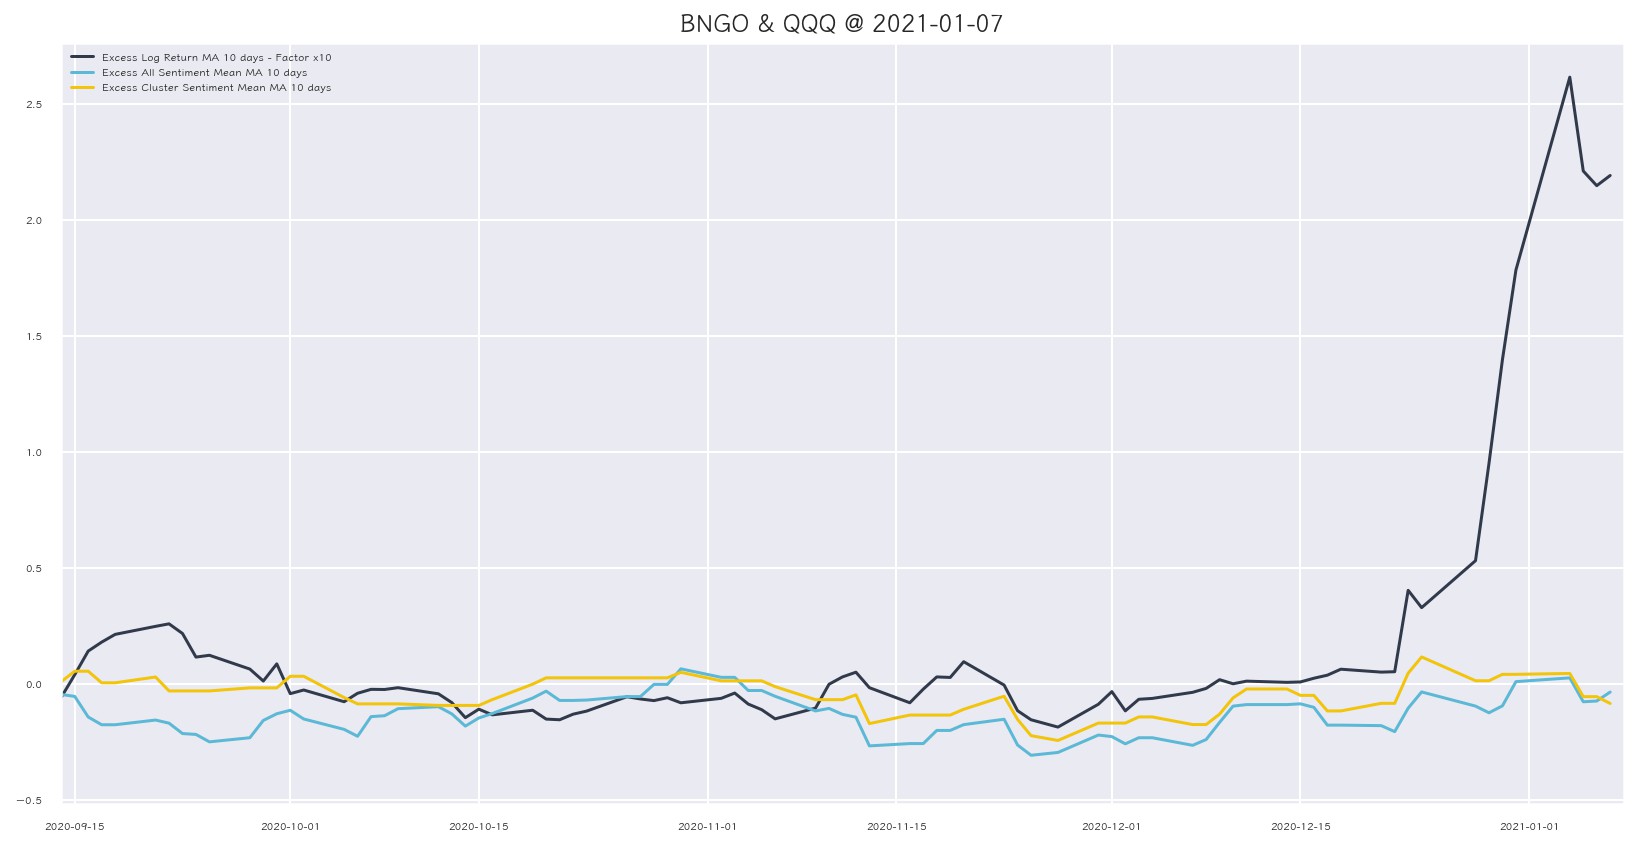 BNGO & QQQ @ 2021-01-07
Excess Log Return MA 10 days - Factor x10
Excess All Sentiment Mean MA 10 days
Excess Cluster Sentiment Mean MA 10 days
2.5
2.0
1.5
1.0
0.5
0.0
−0.5
2020-09-15 2020-10-01 2020-10-15 2020-11-01 2020-11-15 2020-12-01 2020-12-15 2021-01-01